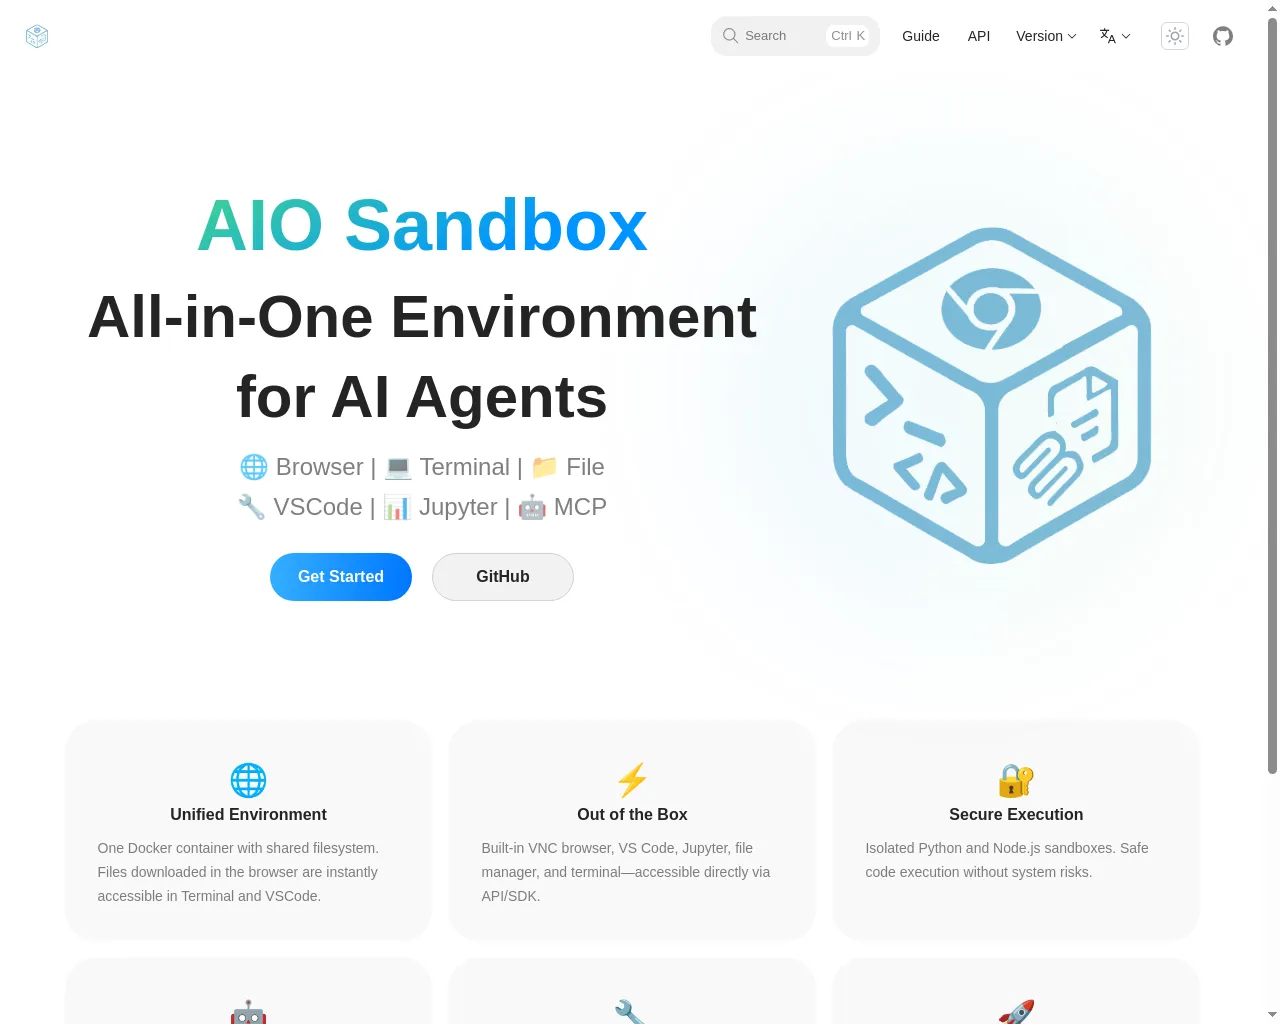 Search Ctrl K Guide API Version
AIO Sandbox
All-in-One Environment
for AI Agents
🌐 Browser | 💻 Terminal | 📁 File
🔧 VSCode | 📊 Jupyter | 🤖 MCP
Get Started GitHub
Unified Environment
One Docker container with shared filesystem.
Files downloaded in the browser are instantly
accessible in Terminal and VSCode.
Out of the Box
Built-in VNC browser, VS Code, Jupyter, file
manager, and terminal—accessible directly via
API/SDK.
Secure Execution
Isolated Python and Node.js sandboxes. Safe
code execution without system risks.